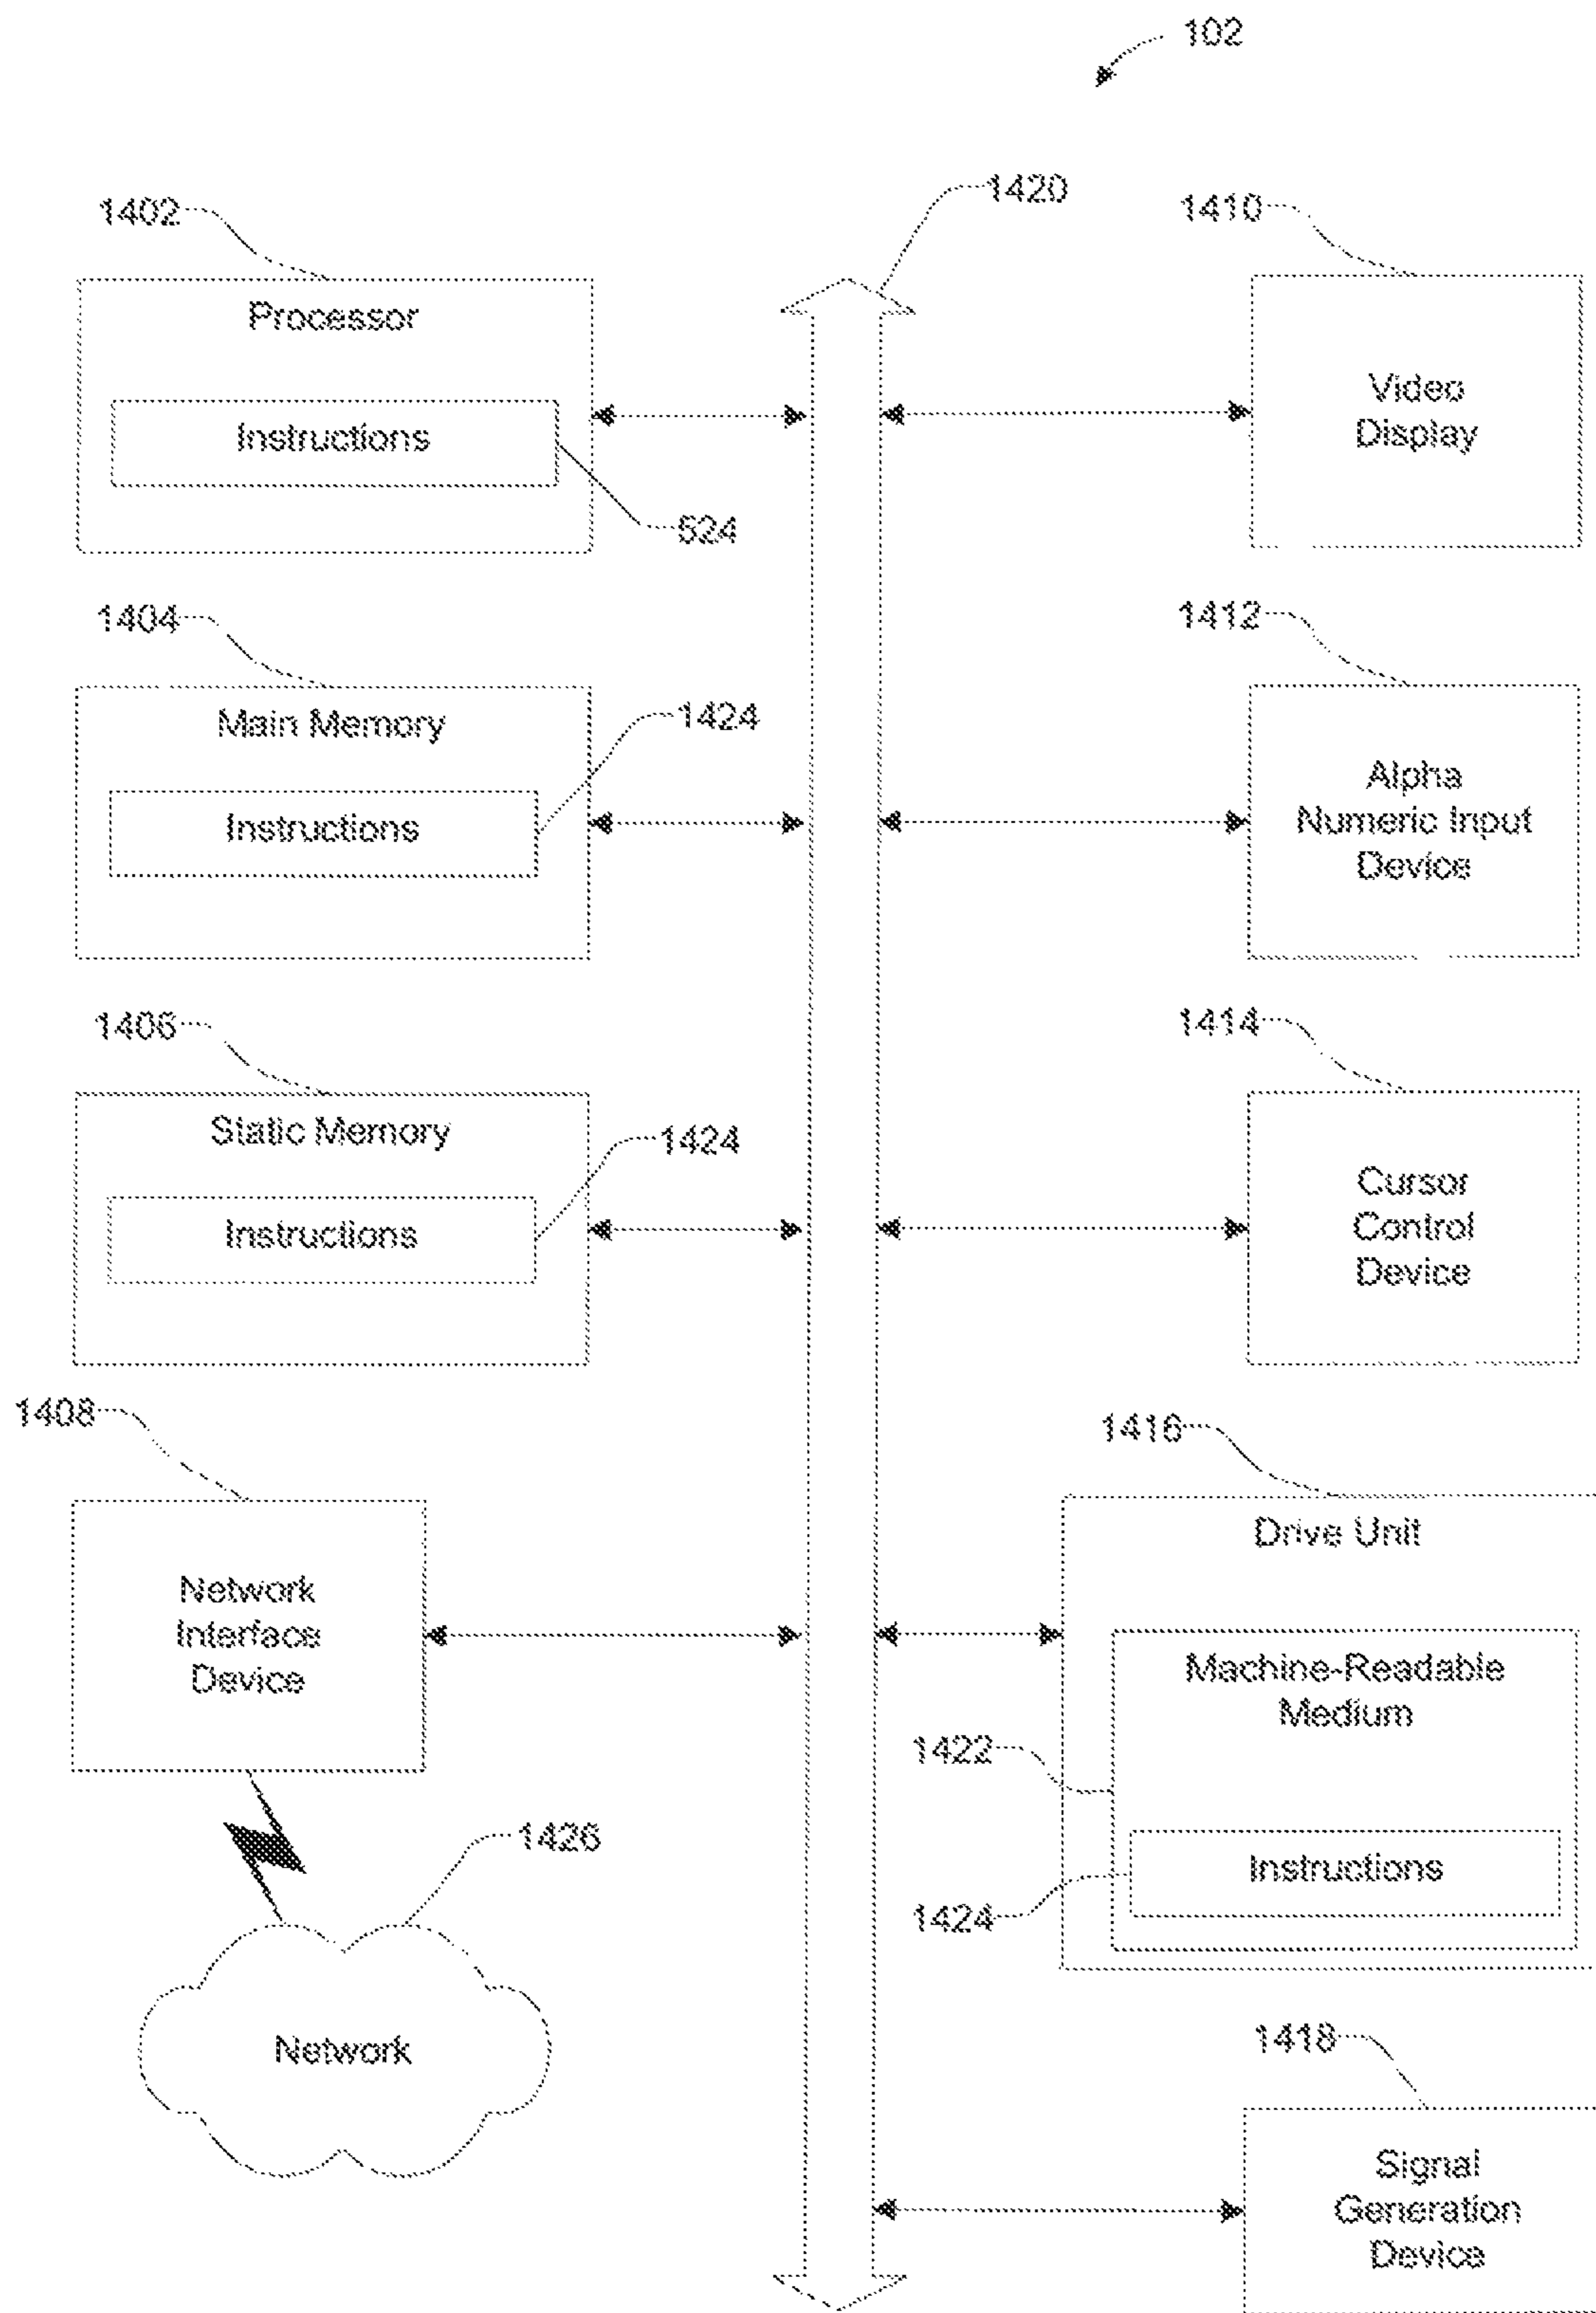 102
1420
1402
1410
Processor
Instructions
Video
Display
624
1404
1412
Main Memory
1424
Instructions
Alpha
Numeric Input
Device
1406
1414
Static Memory
1424
Instructions
Cursor
Control
Device
1408
1416
Drive Unit
Network
Interface
Device
Machine-Readable
Medium
1422
1426
Instructions
1424
Network
1418
Signal
Generation
Device